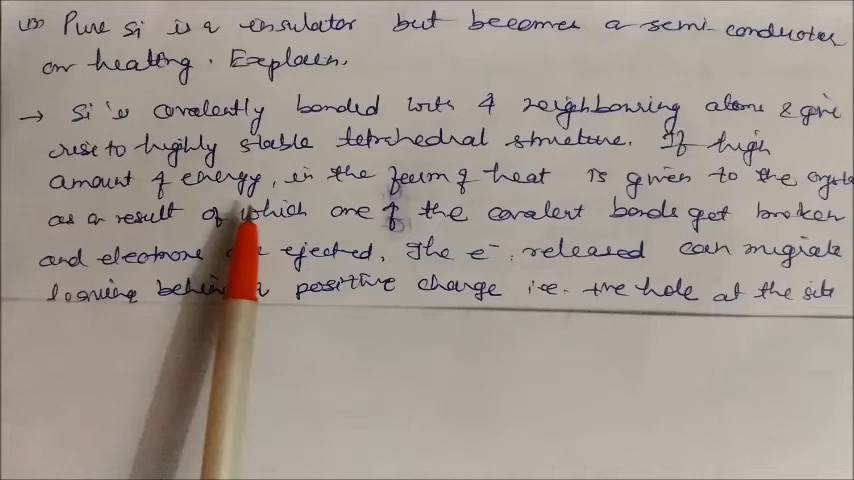 (13) Pure Si is a insulator but becomes a semi-conductor
on heating. Explain.
→ Si is covalently bonded with 4 neighbouring atoms & give
rise to highly stable tetrahedral structure. If high
amount of energy, in the form of heat is given to the crystal
as a result of which one of the covalent bonds get broken
and electrons ejected. The e⁻ released can migrate
leaving behind a positive charge i.e. +ve hole at the site